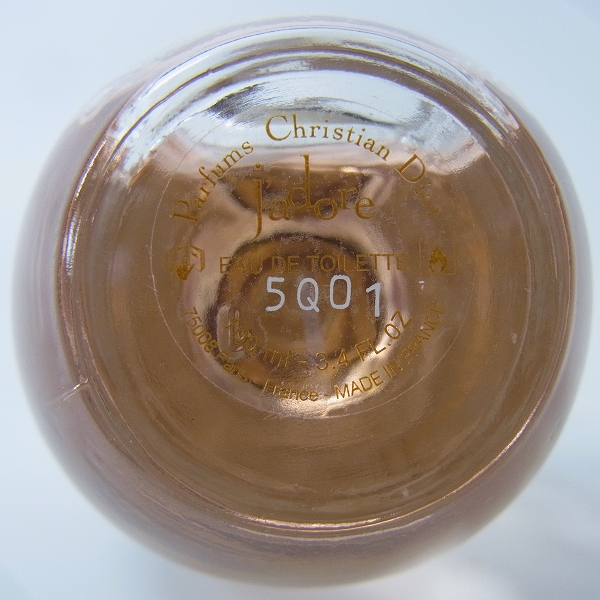 Parfums Christian Dior
j'adore
EAU DE TOILETTE
5Q01
100 ml - 3.4 FL.OZ
75008 Paris - France - MADE IN FRANCE